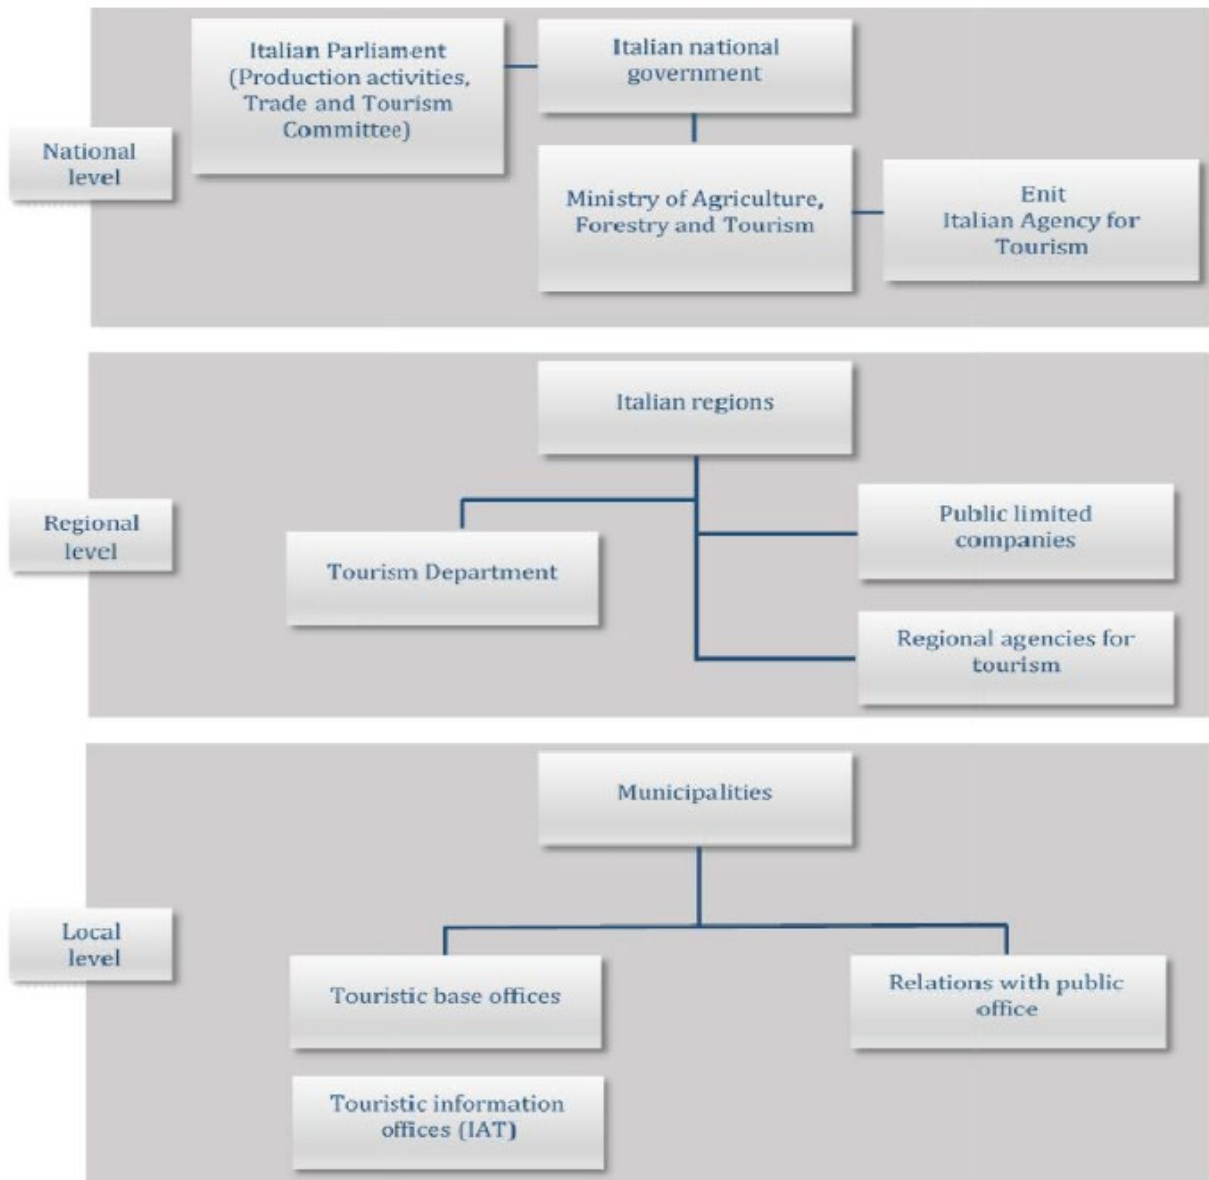 National
level
Italian Parliament
(Production activities,
Trade and Tourism
Committee)
Italian national
government
Ministry of Agriculture,
Forestry and Tourism
Enit
Italian Agency for
Tourism
Regional
level
Italian regions
Tourism Department
Public limited
companies
Regional agencies for
tourism
Local
level
Municipalities
Touristic base offices
Relations with public
office
Touristic information
offices (IAT)